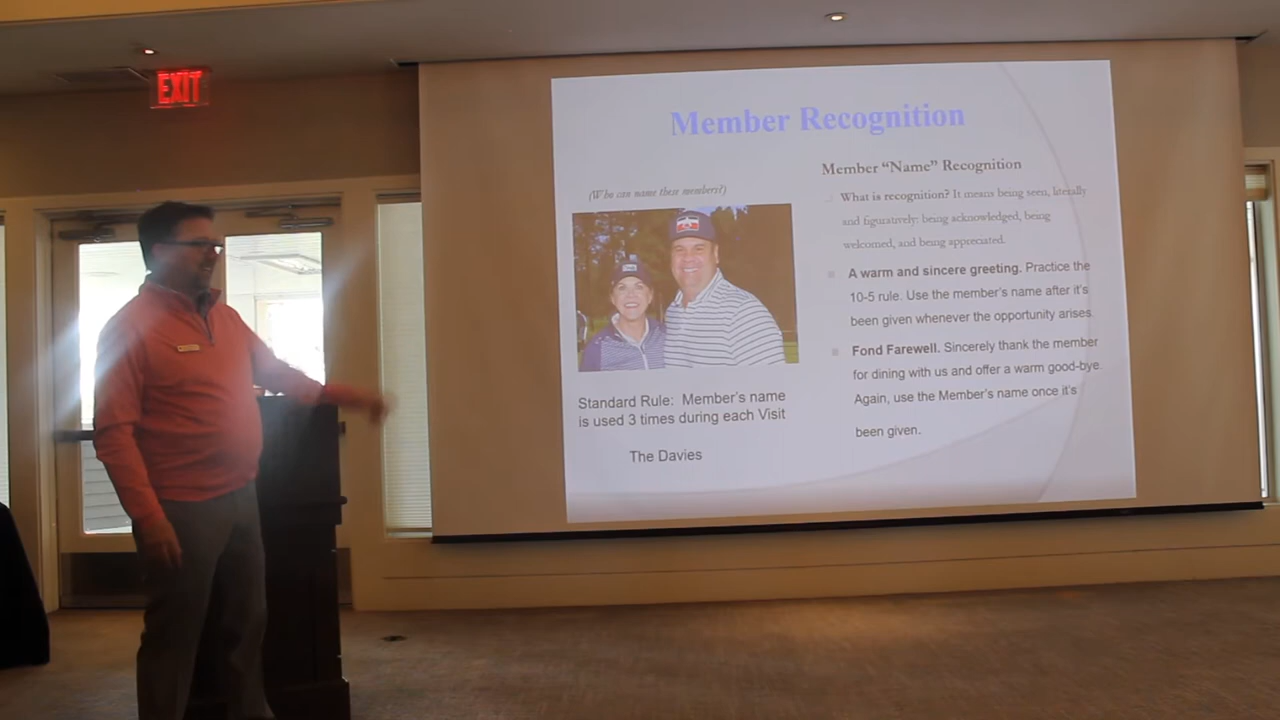 EXIT
Member Recognition
(Who can name these members?)
Standard Rule: Member's name
is used 3 times during each Visit
The Davies
Member “Name” Recognition
What is recognition? It means being seen, literally
and figuratively: being acknowledged, being
welcomed, and being appreciated.
A warm and sincere greeting. Practice the
10-5 rule. Use the member's name after it's
been given whenever the opportunity arises.
Fond Farewell. Sincerely thank the member
for dining with us and offer a warm good-bye.
Again, use the Member's name once it's
been given.